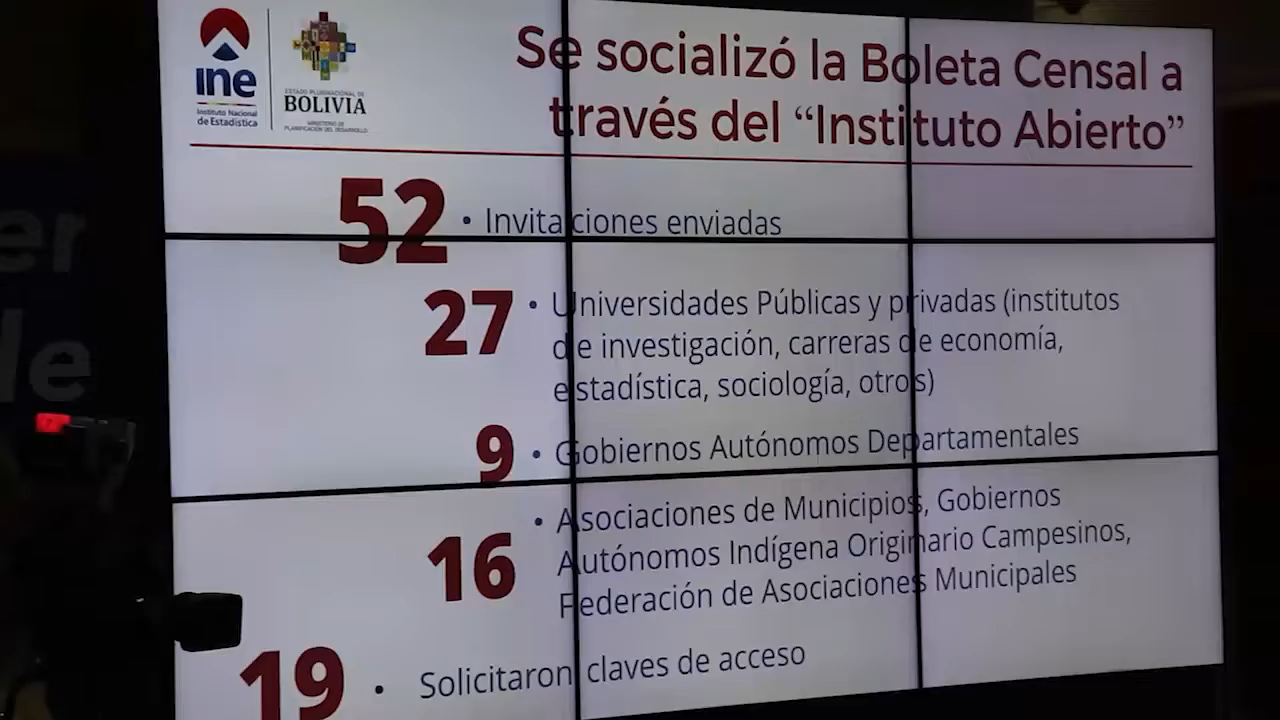 ine
Instituto Nacional
de Estadística
ESTADO PLURINACIONAL DE
BOLIVIA
MINISTERIO DE
PLANIFICACIÓN DEL DESARROLLO
Se socializó la Boleta Censal a
través del “Instituto Abierto”
52 • Invitaciones enviadas
27 • Universidades Públicas y privadas (institutos
de investigación, carreras de economía,
estadística, sociología, otros)
9 • Gobiernos Autónomos Departamentales
16 • Asociaciones de Municipios, Gobiernos
Autónomos Indígena Originario Campesinos,
Federación de Asociaciones Municipales
19 • Solicitaron claves de acceso